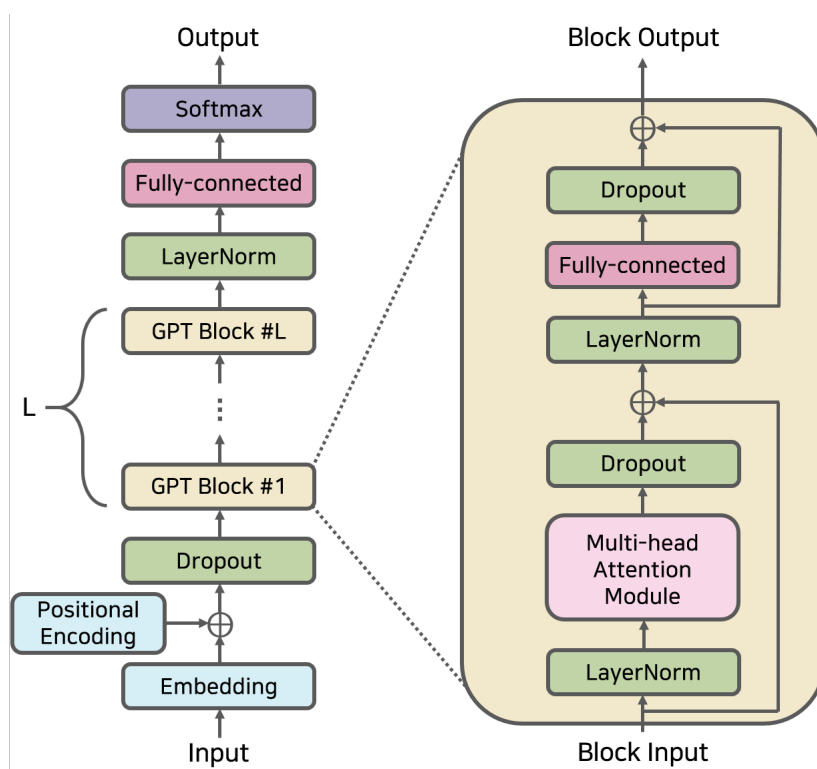 Output
Softmax
Fully-connected
LayerNorm
GPT Block #L
L
GPT Block #1
Dropout
Positional
Encoding
Embedding
Input
Block Output
Dropout
Fully-connected
LayerNorm
Dropout
Multi-head
Attention
Module
LayerNorm
Block Input